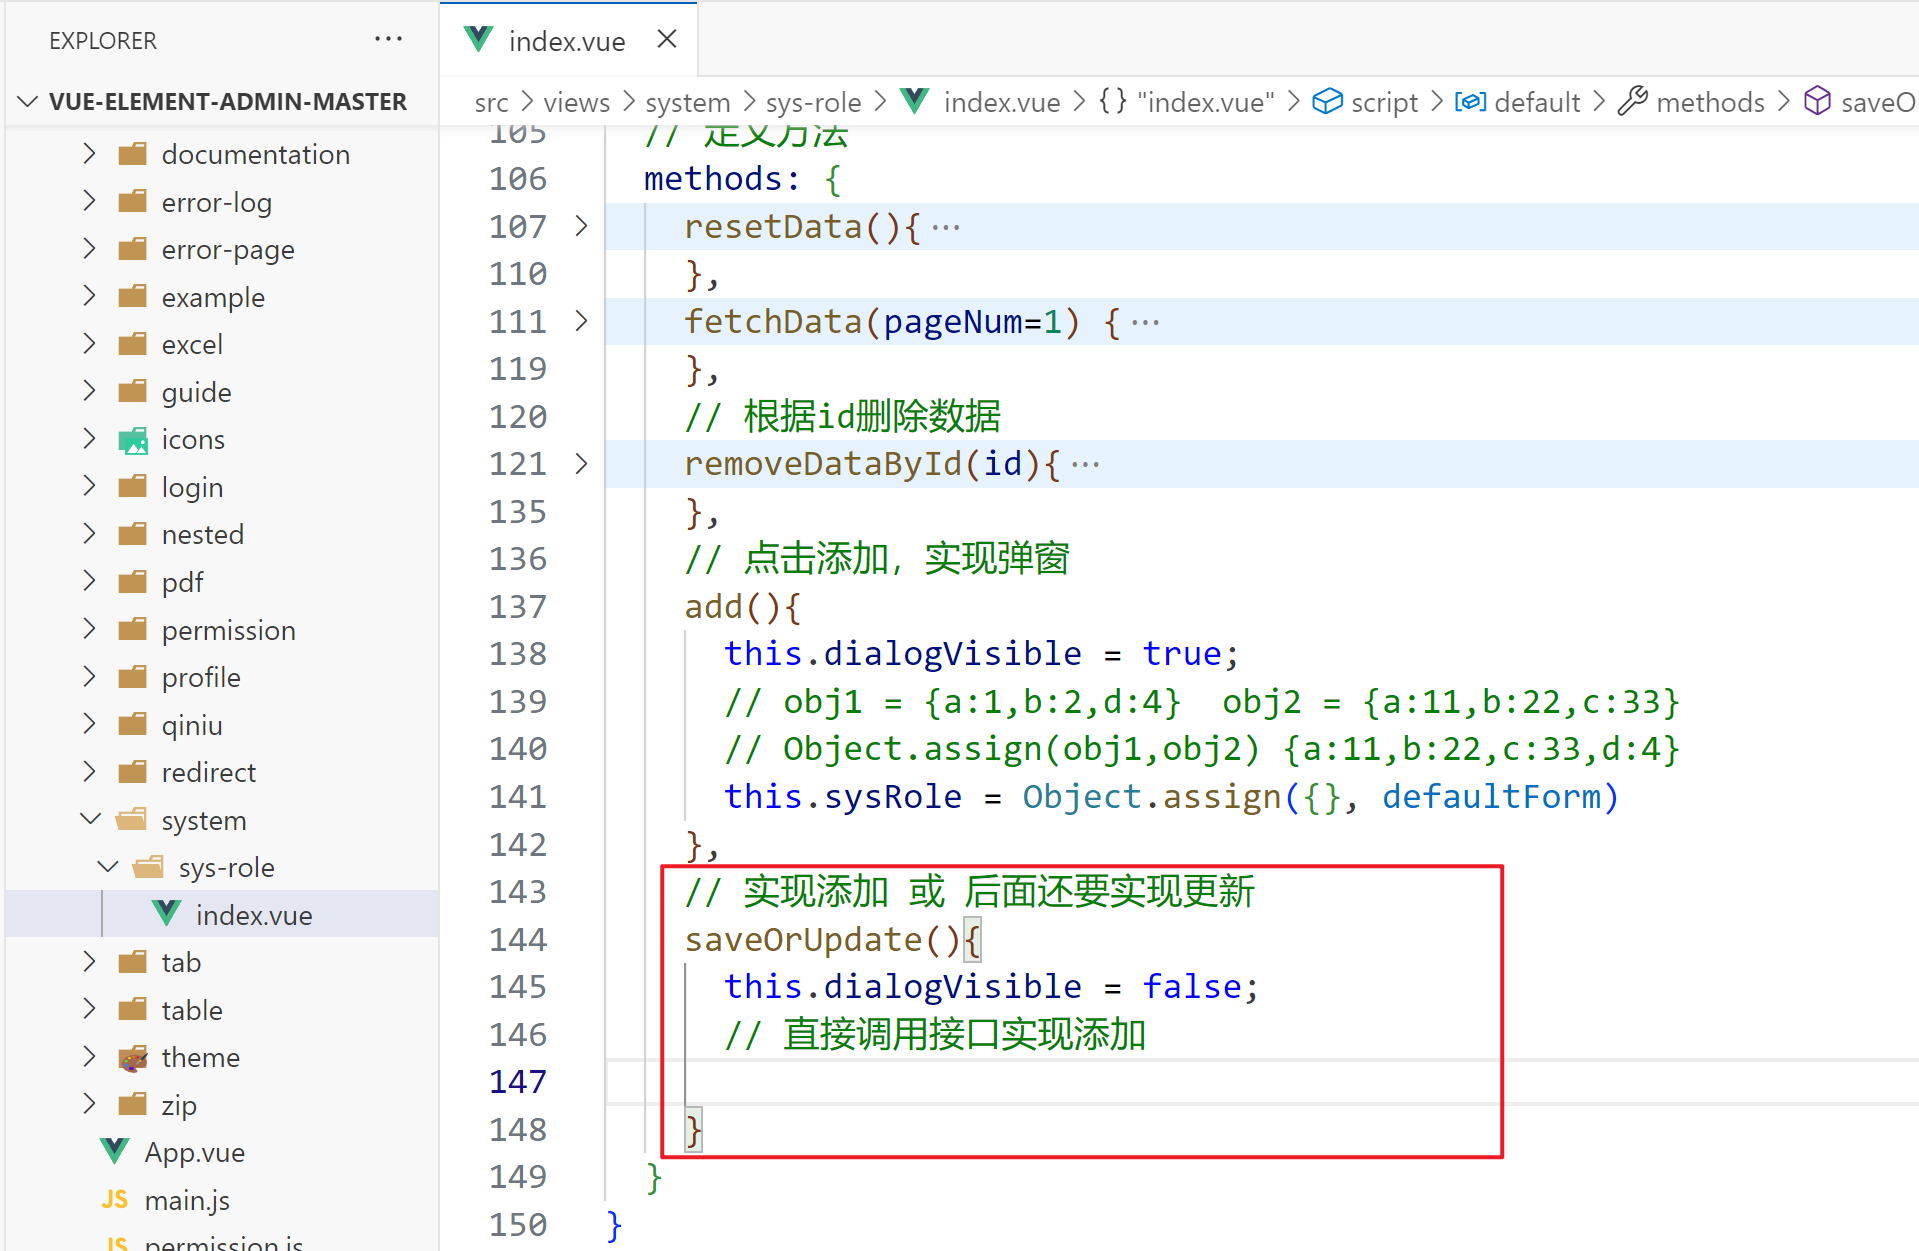 EXPLORER
···
VUE-ELEMENT-ADMIN-MASTER
documentation
error-log
error-page
example
excel
guide
icons
login
nested
pdf
permission
profile
qiniu
redirect
system
sys-role
index.vue
tab
table
theme
zip
App.vue
JS main.js
JS permission.js
index.vue
src > views > system > sys-role > index.vue > {} "index.vue" > script > default > methods > saveO
105 // 定义方法
106 methods: {
107 resetData(){ ···
110 },
111 fetchData(pageNum=1) { ···
119 },
120 // 根据id删除数据
121 removeDataById(id){ ···
135 },
136 // 点击添加，实现弹窗
137 add(){
138 this.dialogVisible = true;
139 // obj1 = {a:1,b:2,d:4}  obj2 = {a:11,b:22,c:33}
140 // Object.assign(obj1,obj2) {a:11,b:22,c:33,d:4}
141 this.sysRole = Object.assign({}, defaultForm)
142 },
143 // 实现添加 或 后面还要实现更新
144 saveOrUpdate(){
145 this.dialogVisible = false;
146 // 直接调用接口实现添加
147
148 }
149 }
150 }